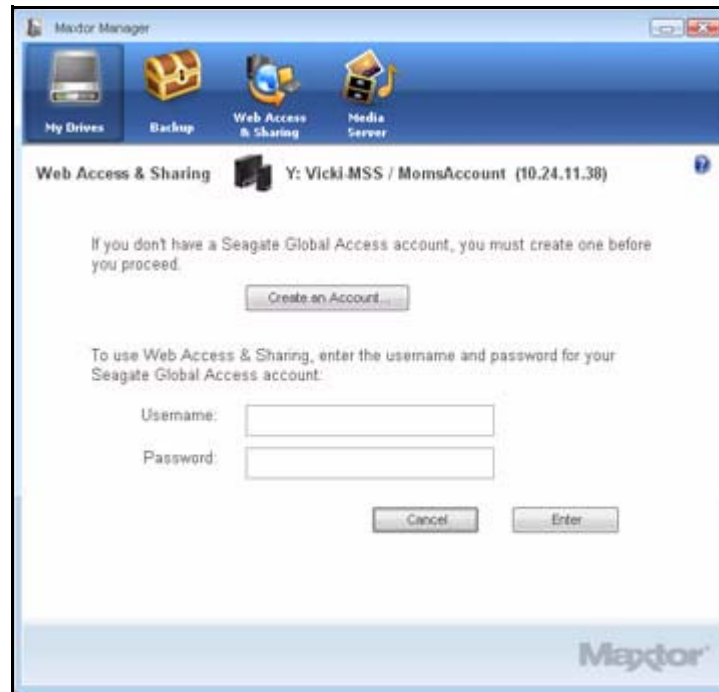 Maxtor Manager
My Drives
Backup
Web Access
& Sharing
Media
Server
Web Access & Sharing
Y: Vicki-MSS / MomsAccount (10.24.11.38)
?
If you don't have a Seagate Global Access account, you must create one before
you proceed.
Create an Account...
To use Web Access & Sharing, enter the username and password for your
Seagate Global Access account:
Username:
Password:
Cancel
Enter
Maxtor